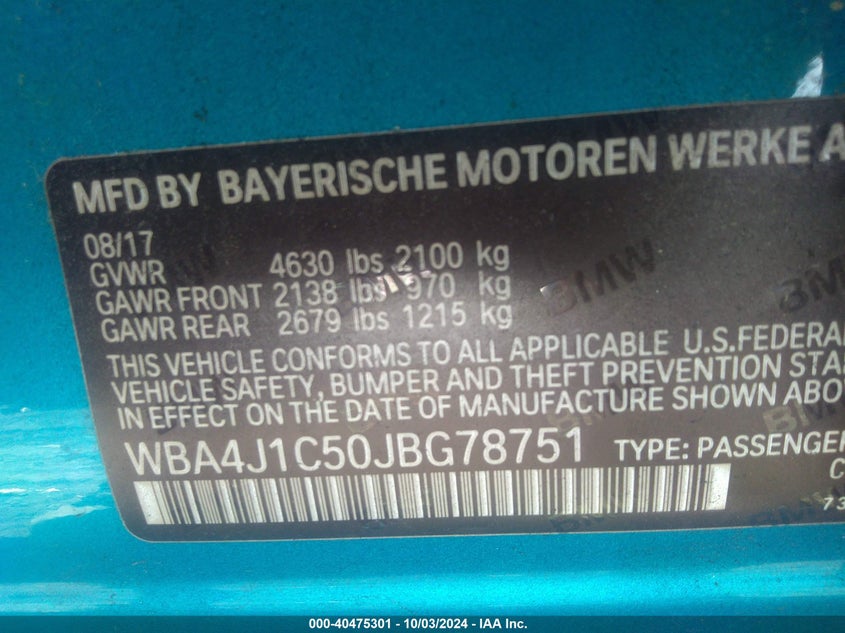 MFD BY BAYERISCHE MOTOREN WERKE A
08/17
GVWR 4630 lbs 2100 kg
GAWR FRONT 2138 lbs 970 kg
GAWR REAR 2679 lbs 1215 kg
THIS VEHICLE CONFORMS TO ALL APPLICABLE U.S.FEDERAL
VEHICLE SAFETY, BUMPER AND THEFT PREVENTION STA
IN EFFECT ON THE DATE OF MANUFACTURE SHOWN ABO
WBA4J1C50JBG78751 TYPE: PASSENGER
C
73
BMW
BMW
000-40475301 - 10/03/2024 - IAA Inc.